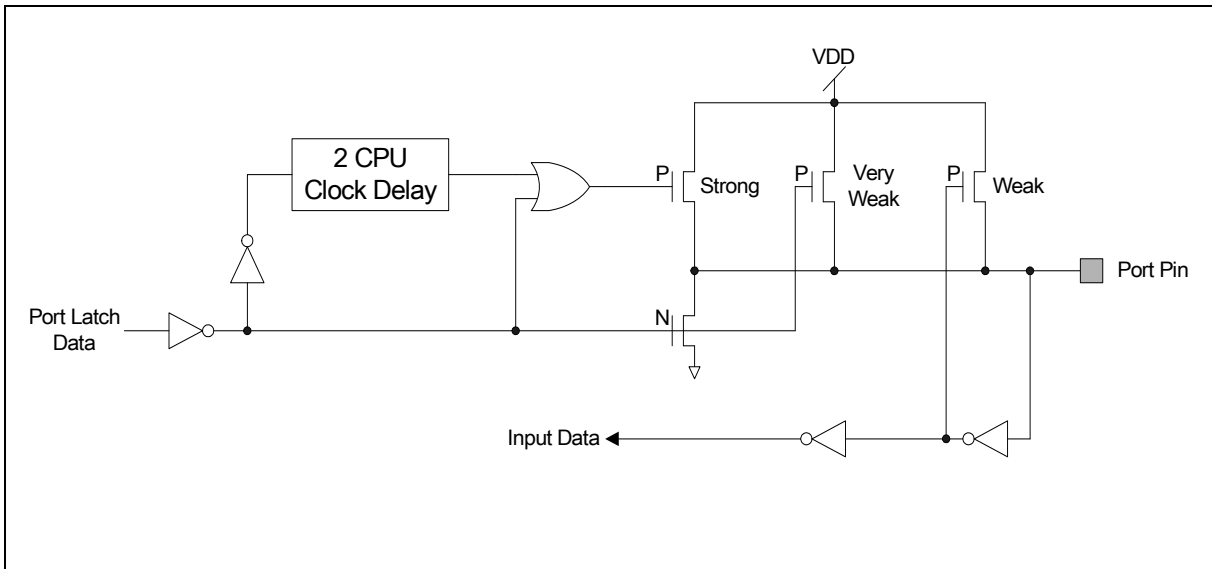 VDD
2 CPU
Clock Delay
P
Strong
P
Very
Weak
P
Weak
Port Pin
Port Latch
Data
N
Input Data